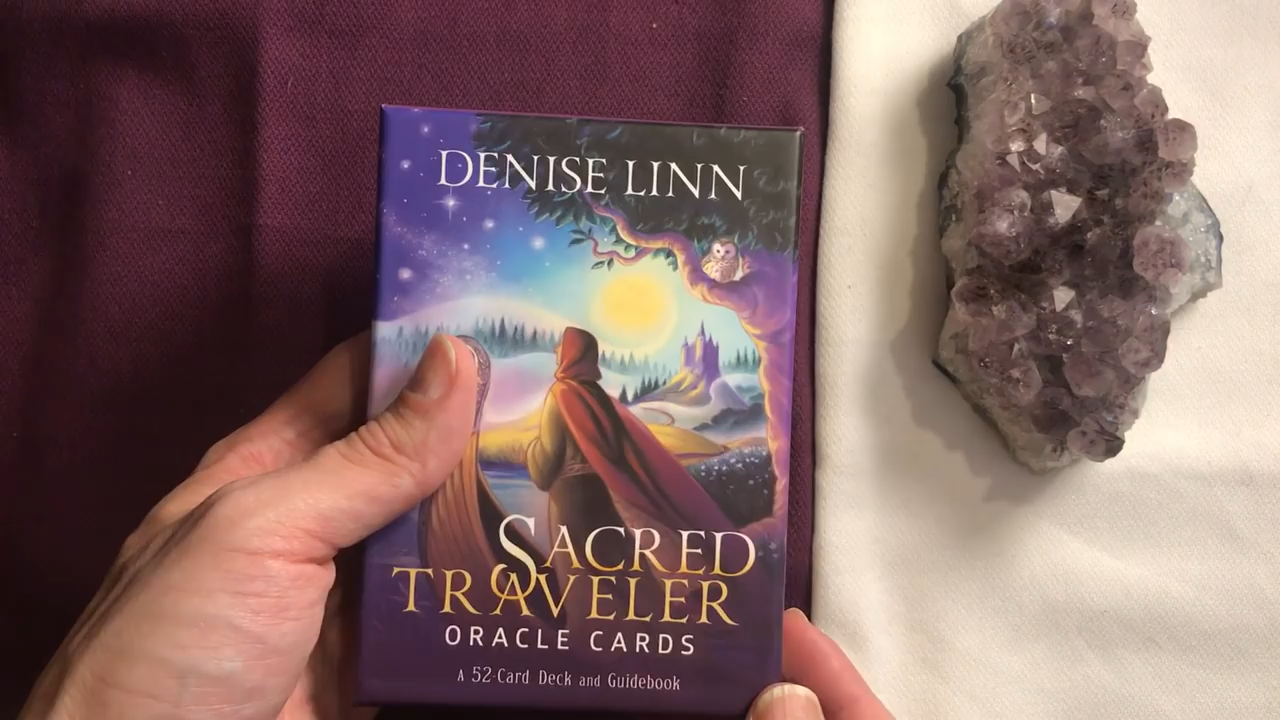 DENISE LINN
SACRED
TRAVELER
ORACLE CARDS
A 52-Card Deck and Guidebook